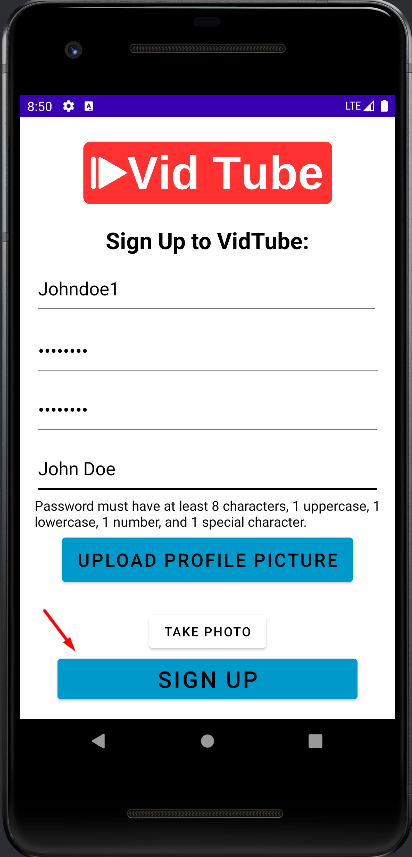 8:50
LTE
Vid Tube
Sign Up to VidTube:
Johndoe1
••••••••
••••••••
John Doe
Password must have at least 8 characters, 1 uppercase, 1
lowercase, 1 number, and 1 special character.
UPLOAD PROFILE PICTURE
TAKE PHOTO
SIGN UP